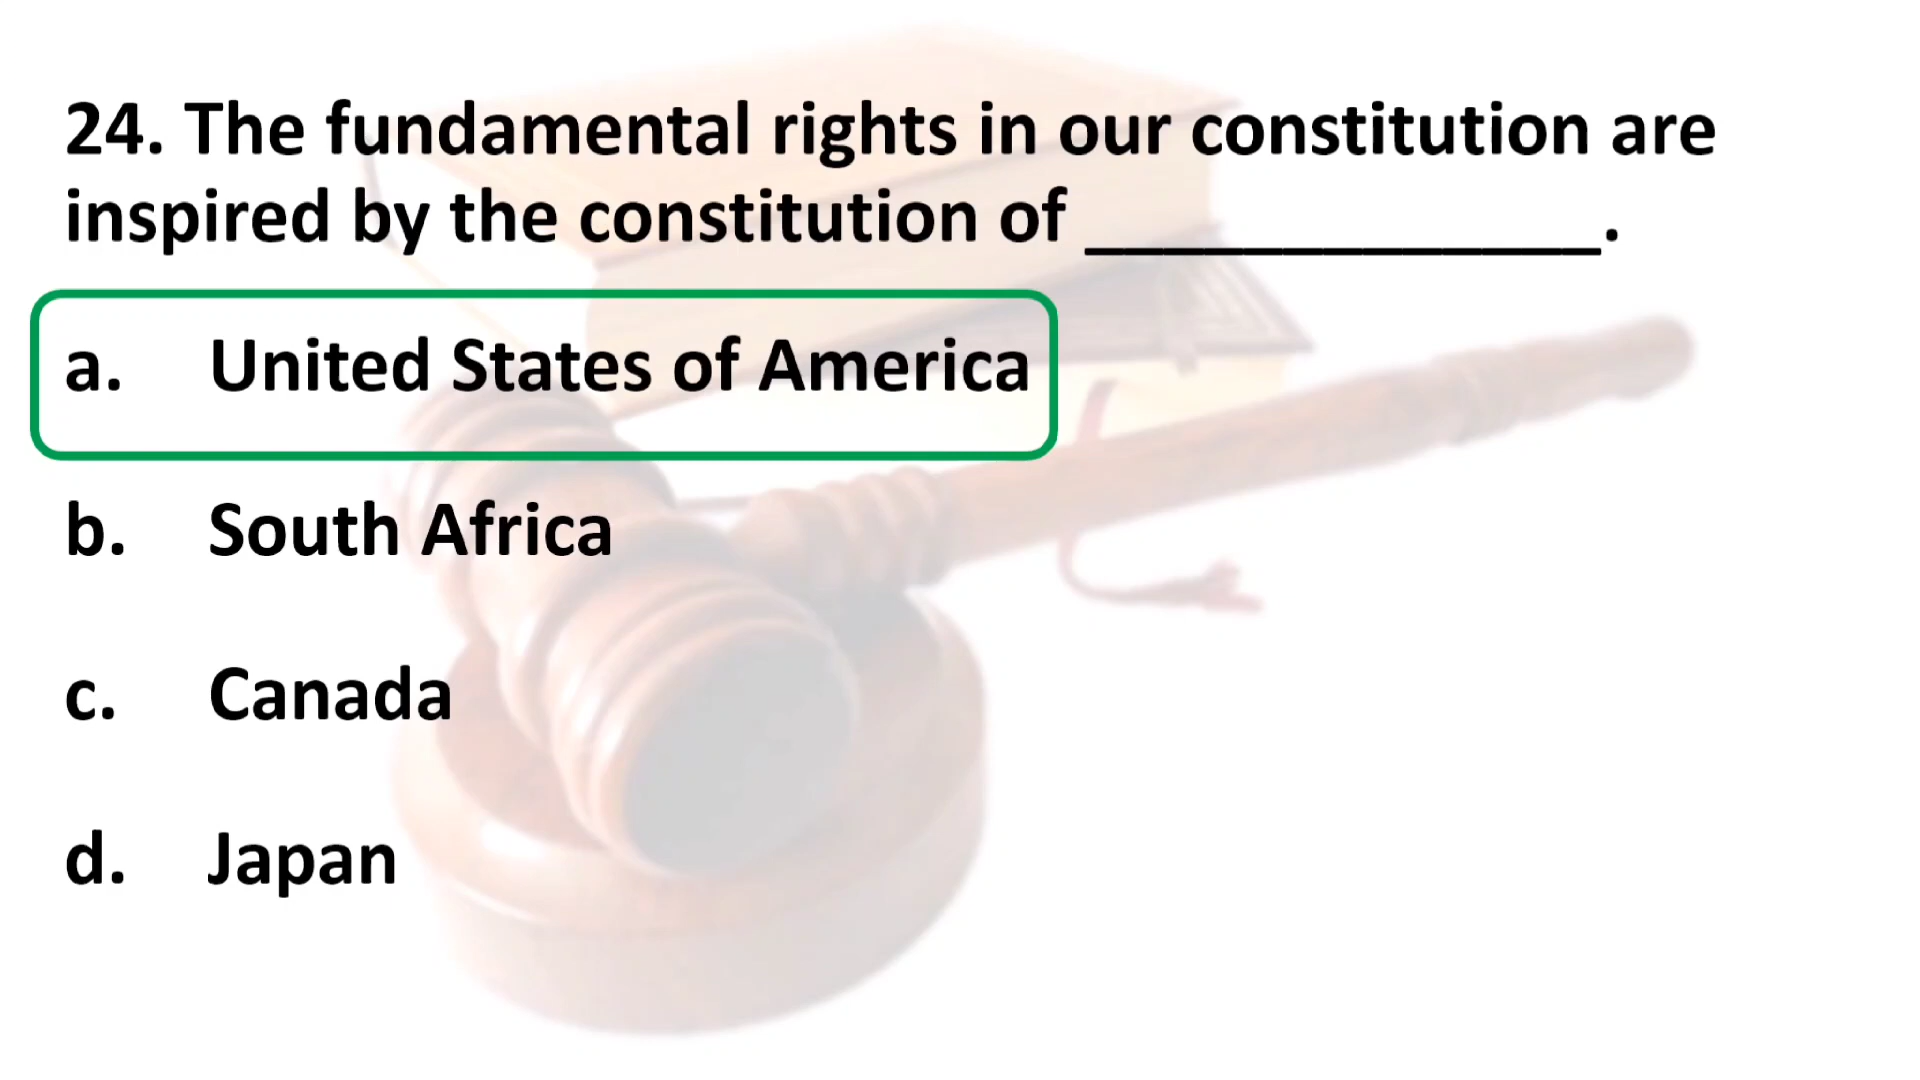 24. The fundamental rights in our constitution are
inspired by the constitution of _____________.
a. United States of America
b. South Africa
c. Canada
d. Japan